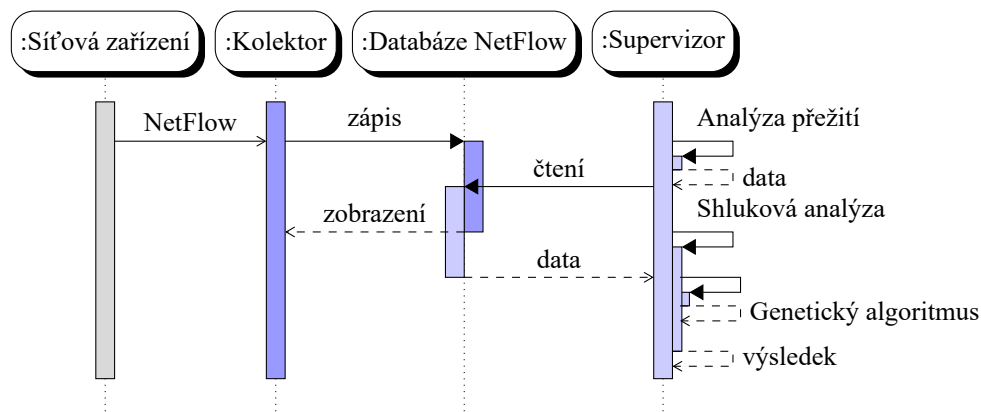 :Síťová zařízení
:Kolektor
:Databáze NetFlow
:Supervizor
NetFlow
zápis
Analýza přežití
čtení
data
zobrazení
Shluková analýza
data
Genetický algoritmus
výsledek